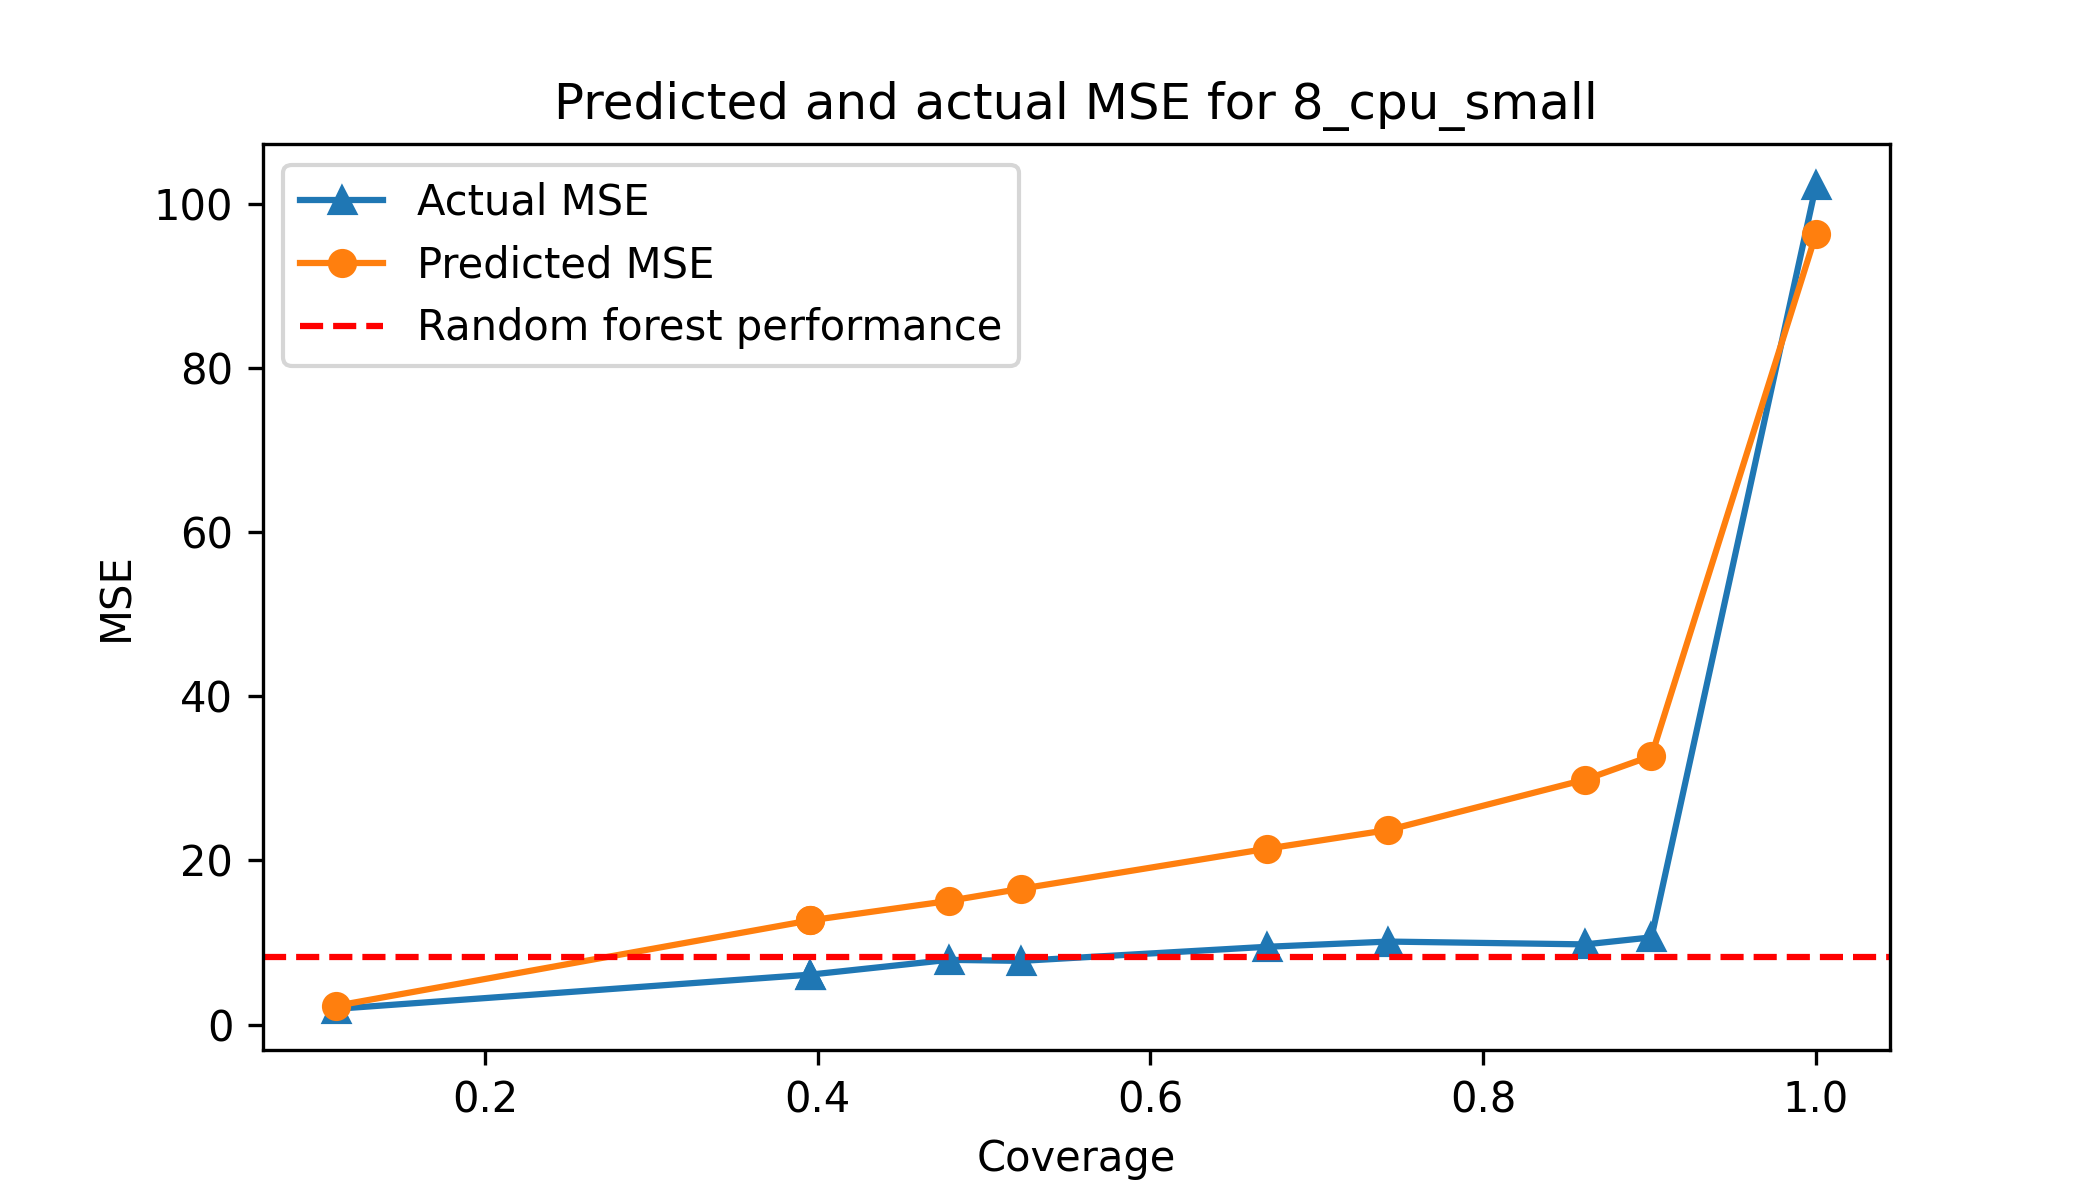 Predicted and actual MSE for 8_cpu_small
Actual MSE
Predicted MSE
Random forest performance
100
80
60
40
20
0
MSE
0.2 0.4 0.6 0.8 1.0
Coverage